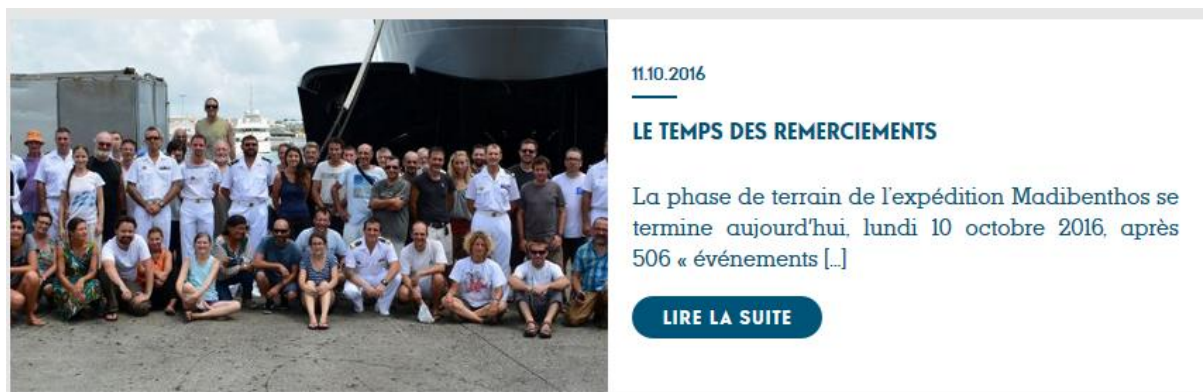 11.10.2016
LE TEMPS DES REMERCIEMENTS
La phase de terrain de l'expédition Madibenthos se
termine aujourd'hui, lundi 10 octobre 2016, après
506 « événements [...]
LIRE LA SUITE